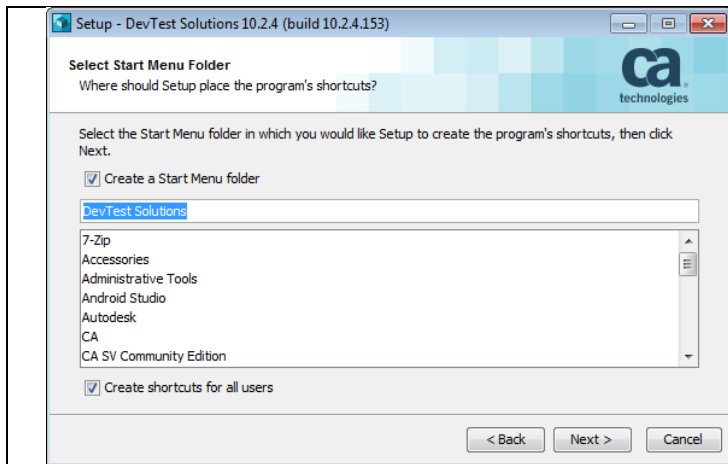 Setup - DevTest Solutions 10.2.4 (build 10.2.4.153)
Select Start Menu Folder
Where should Setup place the program's shortcuts?
ca
technologies
Select the Start Menu folder in which you would like Setup to create the program's shortcuts, then click
Next.
Create a Start Menu folder
DevTest Solutions
7-Zip
Accessories
Administrative Tools
Android Studio
Autodesk
CA
CA SV Community Edition
Create shortcuts for all users
< Back Next > Cancel